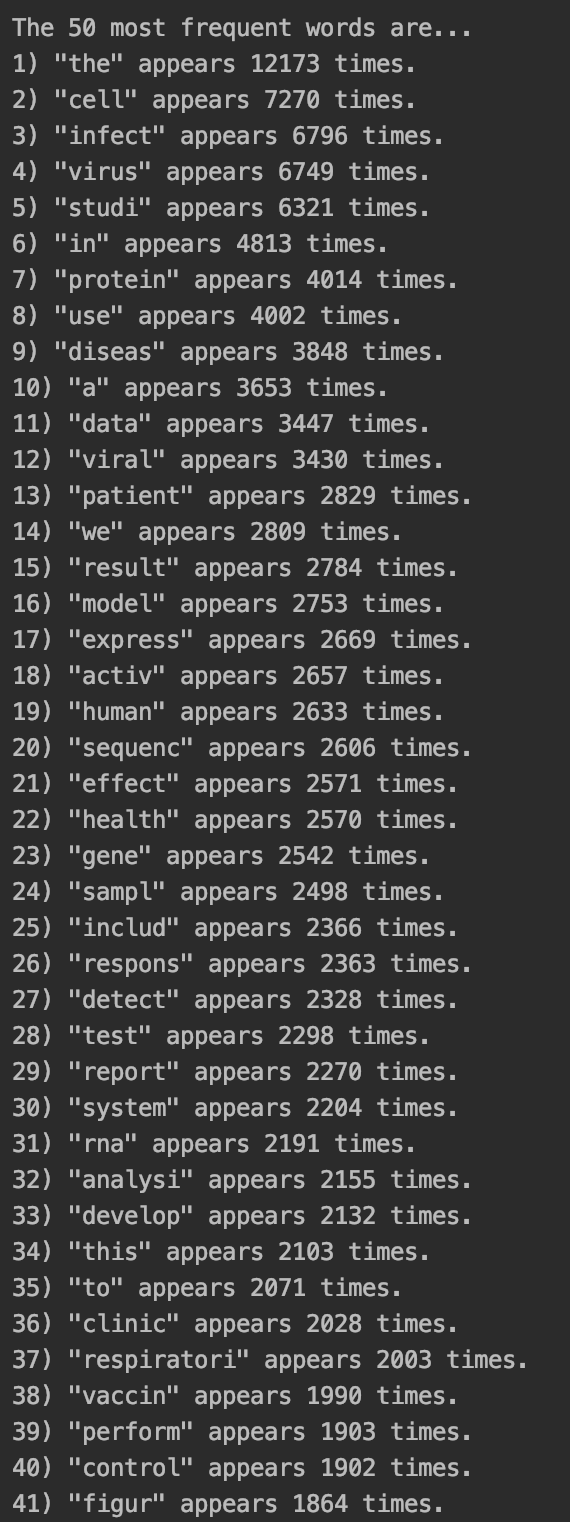 The 50 most frequent words are...
1) "the" appears 12173 times.
2) "cell" appears 7270 times.
3) "infect" appears 6796 times.
4) "virus" appears 6749 times.
5) "studi" appears 6321 times.
6) "in" appears 4813 times.
7) "protein" appears 4014 times.
8) "use" appears 4002 times.
9) "diseas" appears 3848 times.
10) "a" appears 3653 times.
11) "data" appears 3447 times.
12) "viral" appears 3430 times.
13) "patient" appears 2829 times.
14) "we" appears 2809 times.
15) "result" appears 2784 times.
16) "model" appears 2753 times.
17) "express" appears 2669 times.
18) "activ" appears 2657 times.
19) "human" appears 2633 times.
20) "sequenc" appears 2606 times.
21) "effect" appears 2571 times.
22) "health" appears 2570 times.
23) "gene" appears 2542 times.
24) "sampl" appears 2498 times.
25) "includ" appears 2366 times.
26) "respons" appears 2363 times.
27) "detect" appears 2328 times.
28) "test" appears 2298 times.
29) "report" appears 2270 times.
30) "system" appears 2204 times.
31) "rna" appears 2191 times.
32) "analysi" appears 2155 times.
33) "develop" appears 2132 times.
34) "this" appears 2103 times.
35) "to" appears 2071 times.
36) "clinic" appears 2028 times.
37) "respiratori" appears 2003 times.
38) "vaccin" appears 1990 times.
39) "perform" appears 1903 times.
40) "control" appears 1902 times.
41) "figur" appears 1864 times.